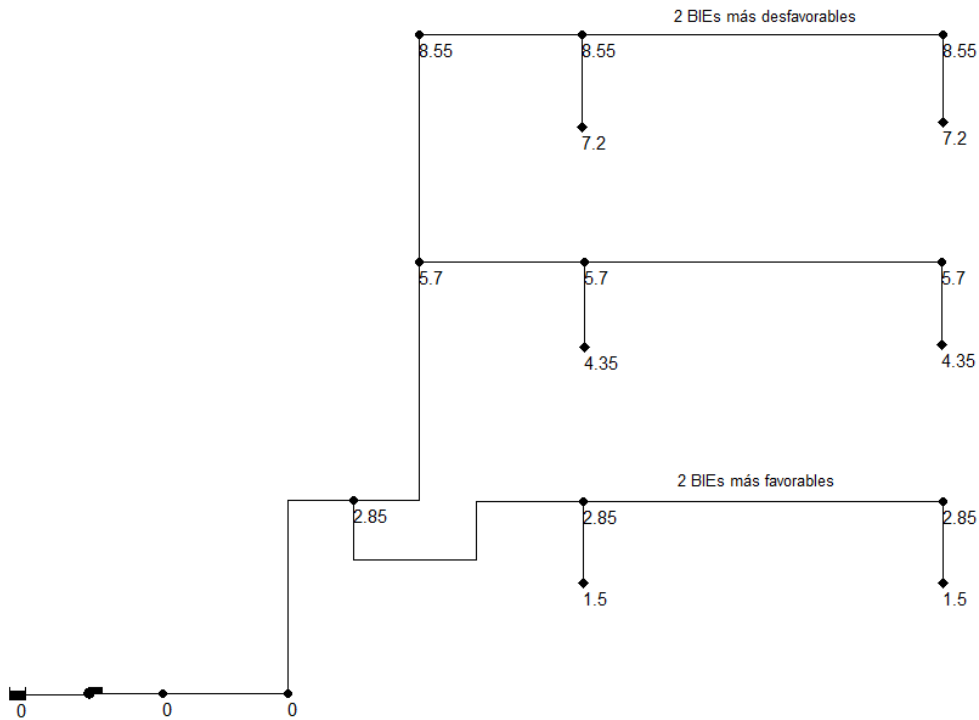 2 BIEs más desfavorables
8.55 8.55 8.55
7.2 7.2
5.7 5.7 5.7
4.35 4.35
2 BIEs más favorables
2.85 2.85 2.85
1.5 1.5
0 0 0